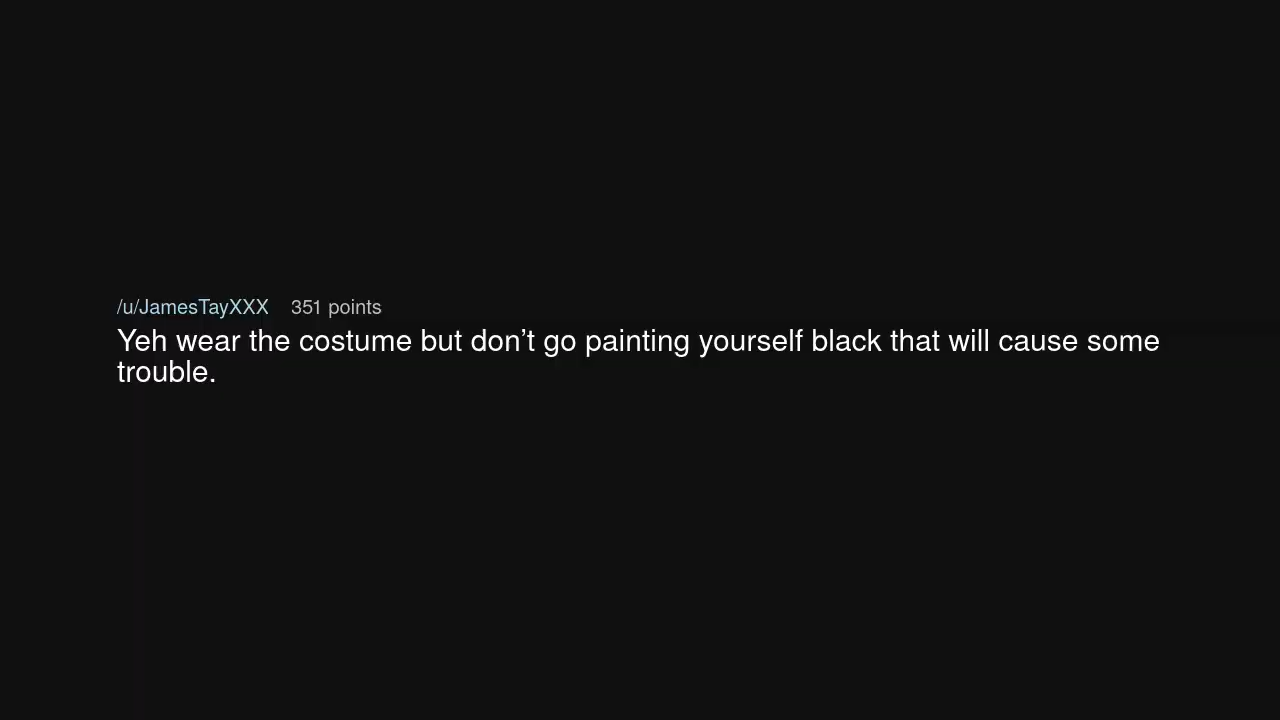 /u/JamesTayXXX 351 points
Yeh wear the costume but don’t go painting yourself black that will cause some
trouble.